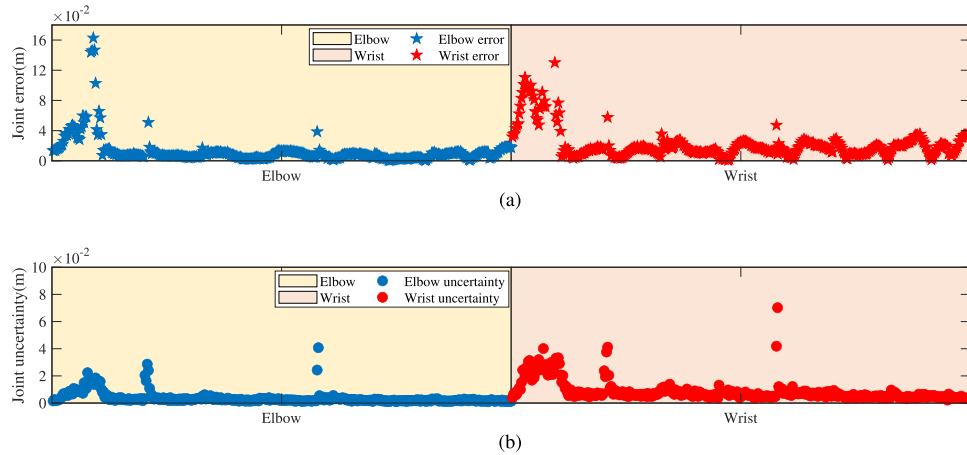 ×10⁻²
Joint error(m)
16
12
8
4
0
Elbow
Elbow error
Wrist
Wrist error
Elbow
Wrist
(a)
×10⁻²
Joint uncertainty(m)
10
8
6
4
2
0
Elbow
Elbow uncertainty
Wrist
Wrist uncertainty
Elbow
Wrist
(b)